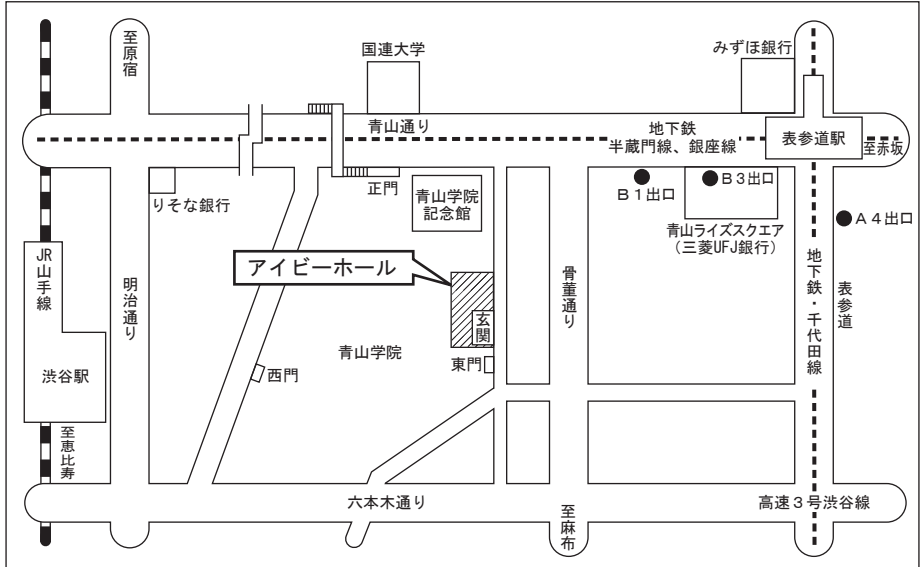 至原宿
国連大学
みずほ銀行
青山通り
地下鉄
半蔵門線、銀座線
表参道駅
至赤坂
りそな銀行
正門
青山学院
記念館
B1出口
B3出口
青山ライズスクエア
(三菱UFJ銀行)
A4出口
JR山手線
明治通り
アイビーホール
玄関
骨董通り
地下鉄・千代田線
表参道
渋谷駅
西門
青山学院
東門
至恵比寿
六本木通り
至麻布
高速3号渋谷線